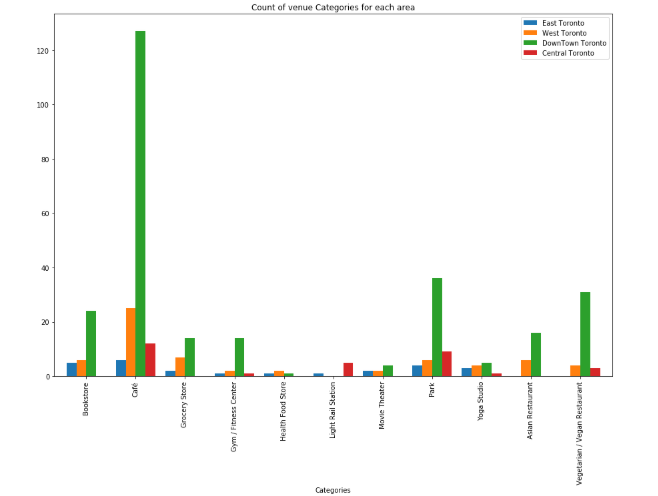 Count of venue Categories for each area
East Toronto
West Toronto
DownTown Toronto
Central Toronto
120
100
80
60
40
20
0
Bookstore
Café
Grocery Store
Gym / Fitness Center
Health Food Store
Light Rail Station
Movie Theater
Park
Yoga Studio
Asian Restaurant
Vegetarian / Vegan Restaurant
Categories